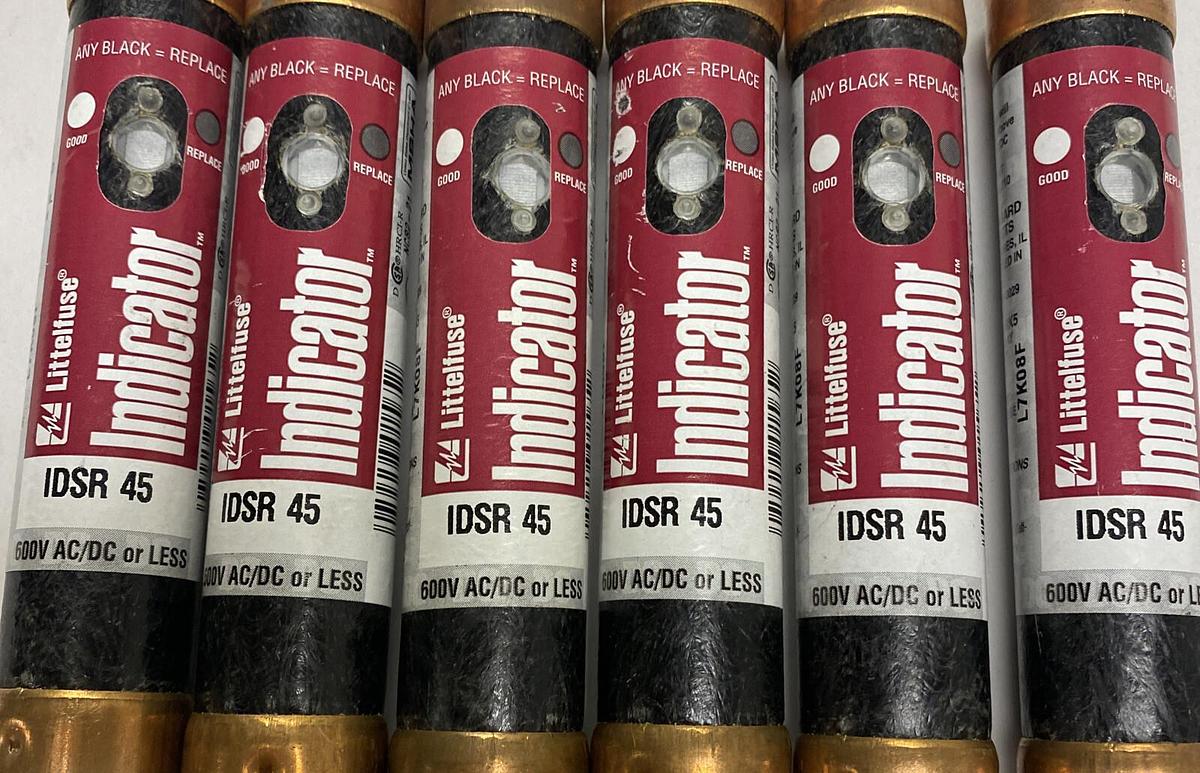 ANY BLACK = REPLACE
GOOD
REPLACE
Littelfuse®
Indicator™
IDSR 45
600V AC/DC or LESS
ANY BLACK = REPLACE
GOOD
REPLACE
Littelfuse®
Indicator™
IDSR 45
600V AC/DC or LESS
ANY BLACK = REPLACE
GOOD
REPLACE
Littelfuse®
Indicator™
IDSR 45
600V AC/DC or LESS
L7K08F
ANY BLACK = REPLACE
GOOD
REPLACE
Littelfuse®
Indicator™
IDSR 45
600V AC/DC or LESS
ANY BLACK = REPLACE
GOOD
REPLACE
Littelfuse®
Indicator™
IDSR 45
600V AC/DC or LESS
L7K08F
ANY BLACK = REPLAC
GOOD
REPL
Littelfuse®
Indicator™
IDSR 45
600V AC/DC or L
L7K08F